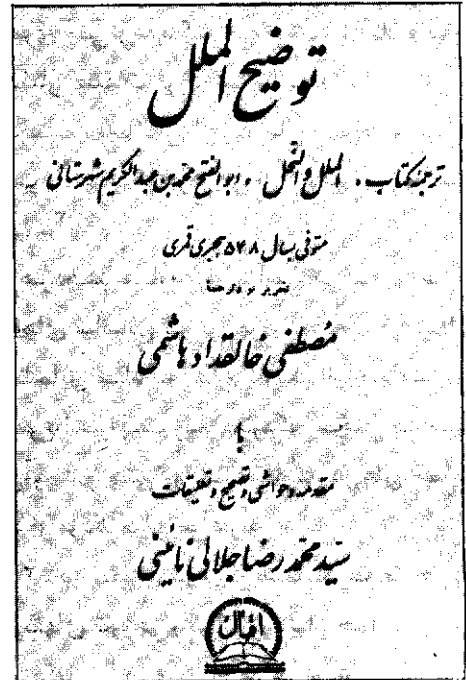 توضیح الملل
ترجمهٔ کتاب . الملل والنحل . ابوالفتح محمد بن عبدالکریم شهرستانی
متوفی بسال ۵۴۸ هجری قمری
مصطفی خالقداد هاشمی
با
مقدمه و حواشی و تصحیح و تعلیقات
سید محمد رضا جلالی نائینی
اقبال